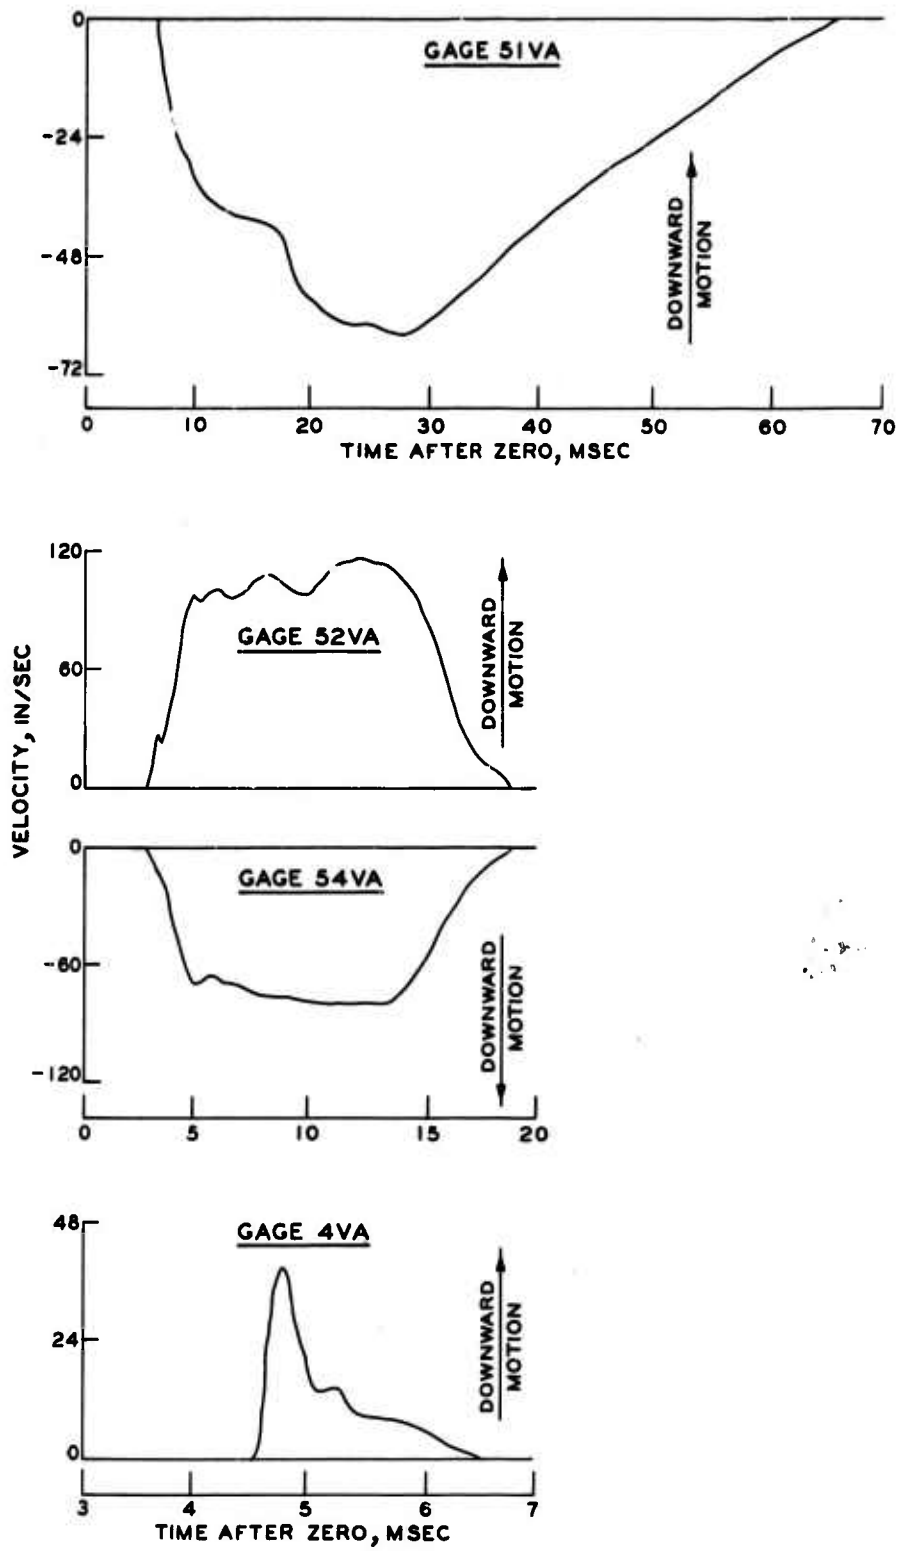 0
GAGE 51VA
-24
-48
-72
DOWNWARD
MOTION
0 10 20 30 40 50 60 70
TIME AFTER ZERO, MSEC
VELOCITY, IN/SEC
120
GAGE 52VA
60
0
DOWNWARD
MOTION
0
GAGE 54VA
-60
-120
DOWNWARD
MOTION
0 5 10 15 20
48
GAGE 4VA
24
0
DOWNWARD
MOTION
3 4 5 6 7
TIME AFTER ZERO, MSEC